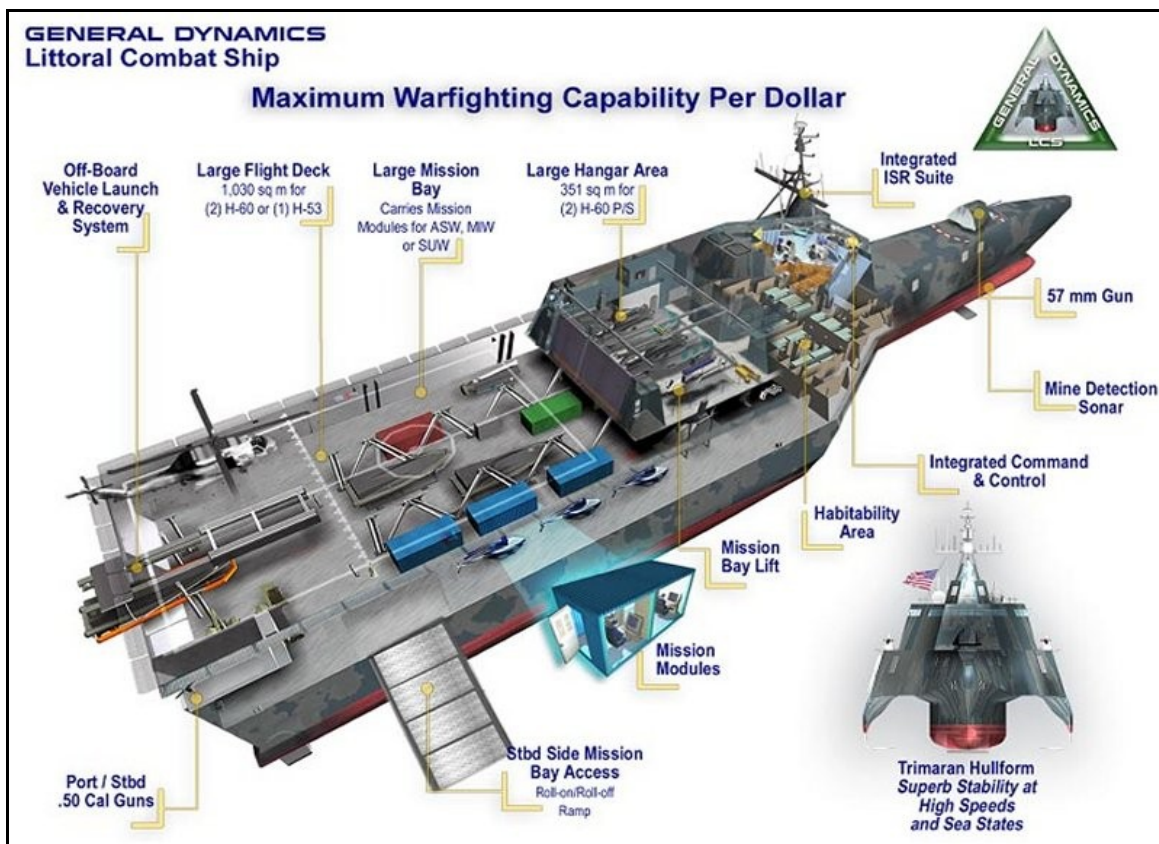 GENERAL DYNAMICS
Littoral Combat Ship
Maximum Warfighting Capability Per Dollar
GENERAL DYNAMICS
LCS
Off-Board
Vehicle Launch
& Recovery
System
Large Flight Deck
1,030 sq m for
(2) H-60 or (1) H-53
Large Mission
Bay
Carries Mission
Modules for ASW, MIW
or SUW
Large Hangar Area
351 sq m for
(2) H-60 P/S
Integrated
ISR Suite
57 mm Gun
Mine Detection
Sonar
Integrated Command
& Control
Habitability
Area
Mission
Bay Lift
Mission
Modules
Stbd Side Mission
Bay Access
Roll-on/Roll-off
Ramp
Port / Stbd
.50 Cal Guns
Trimaran Hullform
Superb Stability at
High Speeds
and Sea States